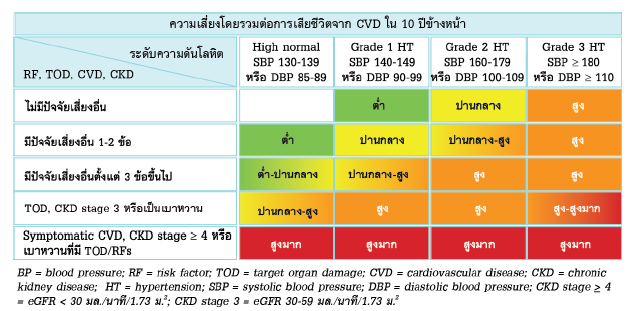 ความเสี่ยงโดยรวมต่อการเสียชีวิตจาก CVD ใน 10 ปีข้างหน้า
ระดับความดันโลหิต
RF, TOD, CVD, CKD
High normal
SBP 130-139
หรือ DBP 85-89
Grade 1 HT
SBP 140-149
หรือ DBP 90-99
Grade 2 HT
SBP 160-179
หรือ DBP 100-109
Grade 3 HT
SBP ≥ 180
หรือ DBP ≥ 110
ไม่มีปัจจัยเสี่ยงอื่น
ต่ำ
ปานกลาง
สูง
มีปัจจัยเสี่ยงอื่น 1-2 ข้อ
ต่ำ
ปานกลาง
ปานกลาง-สูง
สูง
มีปัจจัยเสี่ยงอื่นตั้งแต่ 3 ข้อขึ้นไป
ต่ำ-ปานกลาง
ปานกลาง-สูง
สูง
สูง
TOD, CKD stage 3 หรือเป็นเบาหวาน
ปานกลาง-สูง
สูง
สูง
สูง-สูงมาก
Symptomatic CVD, CKD stage ≥ 4 หรือ
เบาหวานที่มี TOD/RFs
สูงมาก
สูงมาก
สูงมาก
สูงมาก
BP = blood pressure; RF = risk factor; TOD = target organ damage; CVD = cardiovascular disease; CKD = chronic
kidney disease; HT = hypertension; SBP = systolic blood pressure; DBP = diastolic blood pressure; CKD stage ≥ 4
= eGFR < 30 มล./นาที/1.73 ม.²; CKD stage 3 = eGFR 30-59 มล./นาที/1.73 ม.²